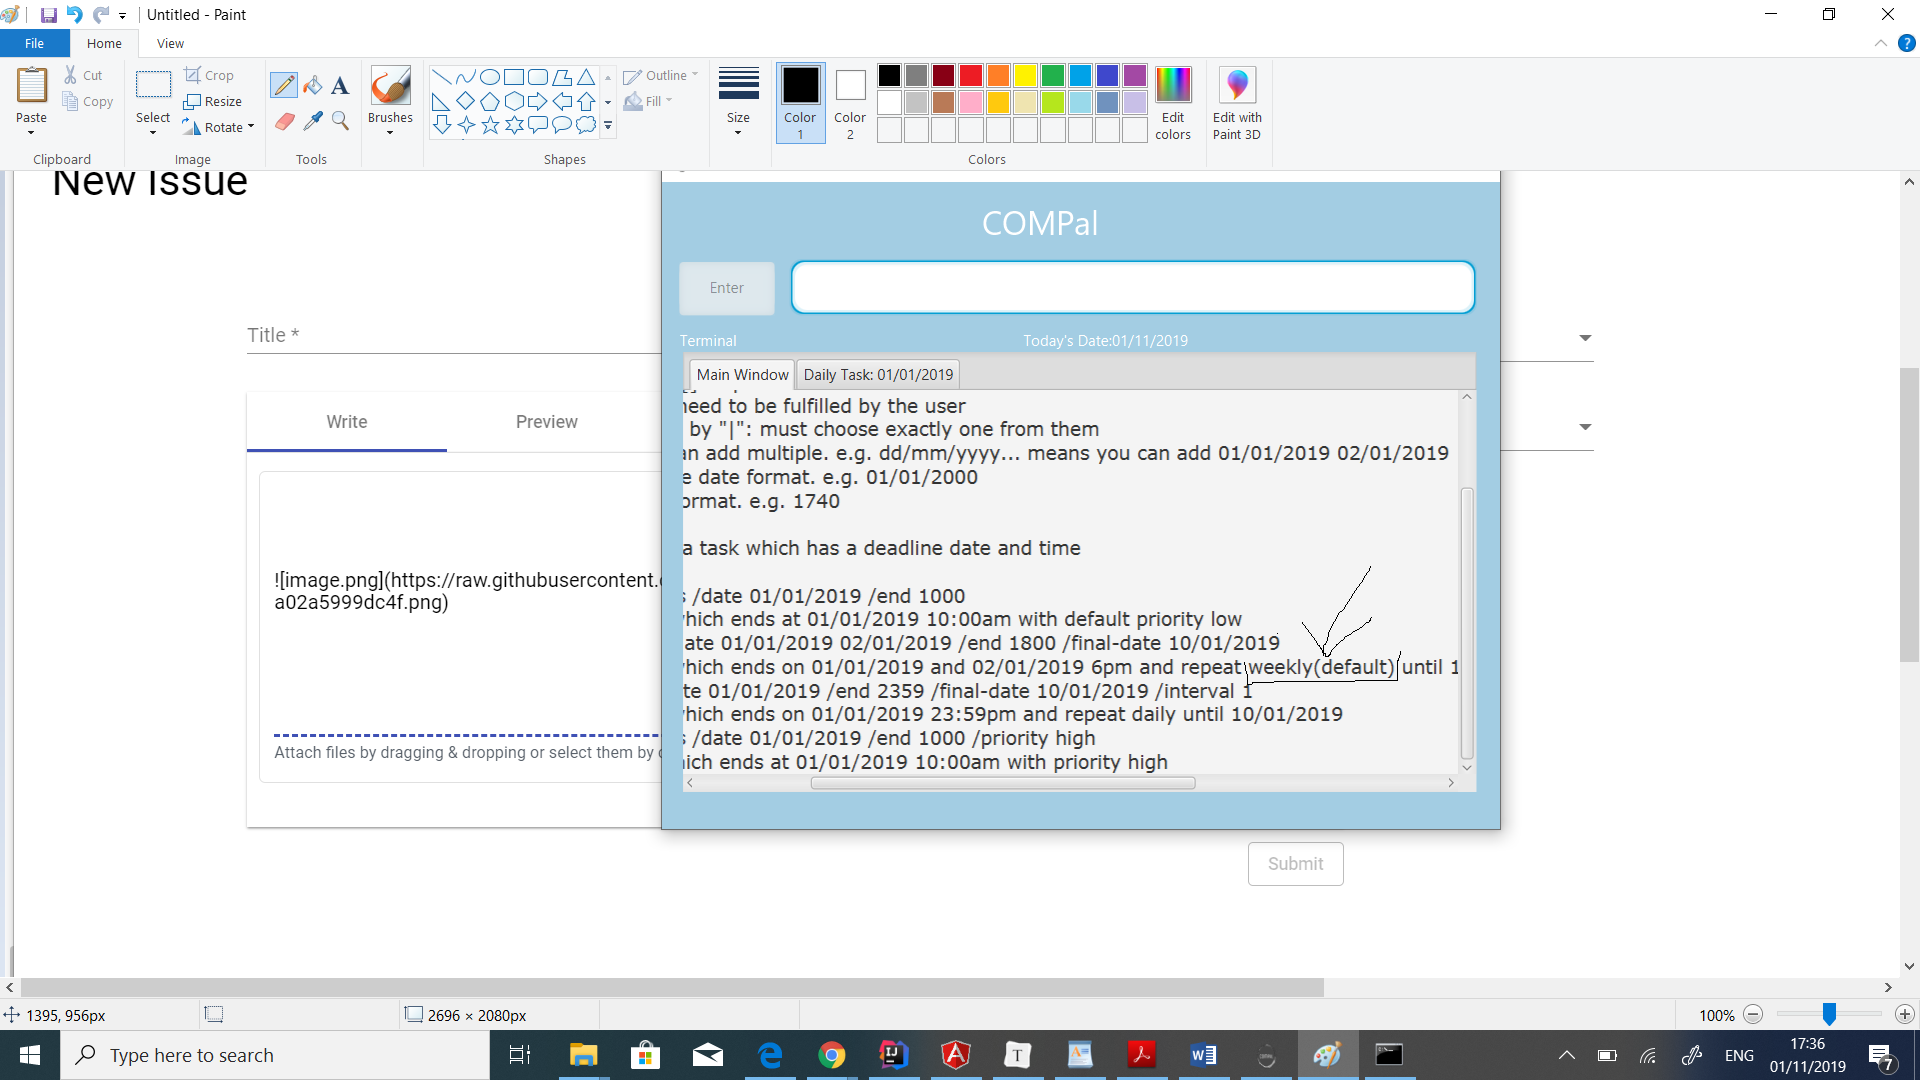 Untitled - Paint
File
Home
View
Paste
Cut
Copy
Clipboard
Select
Crop
Resize
Rotate
Image
Tools
Brushes
Shapes
Outline
Fill
Size
Color 1
Color 2
Colors
Edit colors
Edit with Paint 3D
New Issue
Title *
Write
Preview
![image.png](https://raw.githubusercontent.
a02a5999dc4f.png)
Attach files by dragging & dropping or select them by
Submit
COMPal
Enter
Terminal
Today's Date:01/11/2019
Main Window
Daily Task: 01/01/2019
need to be fulfilled by the user
by "|": must choose exactly one from them
an add multiple. e.g. dd/mm/yyyy... means you can add 01/01/2019 02/01/2019
e date format. e.g. 01/01/2000
ormat. e.g. 1740
a task which has a deadline date and time
s /date 01/01/2019 /end 1000
which ends at 01/01/2019 10:00am with default priority low
ate 01/01/2019 02/01/2019 /end 1800 /final-date 10/01/2019
which ends on 01/01/2019 and 02/01/2019 6pm and repeat weekly(default) until 1
te 01/01/2019 /end 2359 /final-date 10/01/2019 /interval 1
which ends on 01/01/2019 23:59pm and repeat daily until 10/01/2019
s /date 01/01/2019 /end 1000 /priority high
hich ends at 01/01/2019 10:00am with priority high
1395, 956px
2696 × 2080px
100%
Type here to search
ENG
17:36
01/11/2019
7